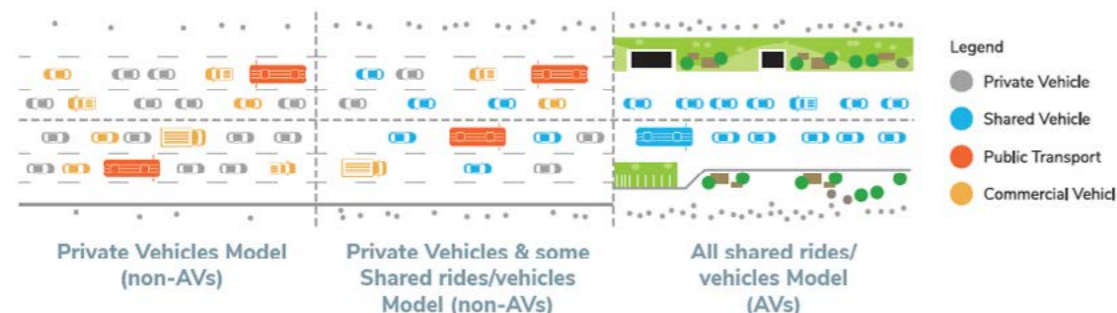 Private Vehicles Model
(non-AVs)
Private Vehicles & some
Shared rides/vehicles
Model (non-AVs)
All shared rides/
vehicles Model
(AVs)
Legend
Private Vehicle
Shared Vehicle
Public Transport
Commercial Vehicl